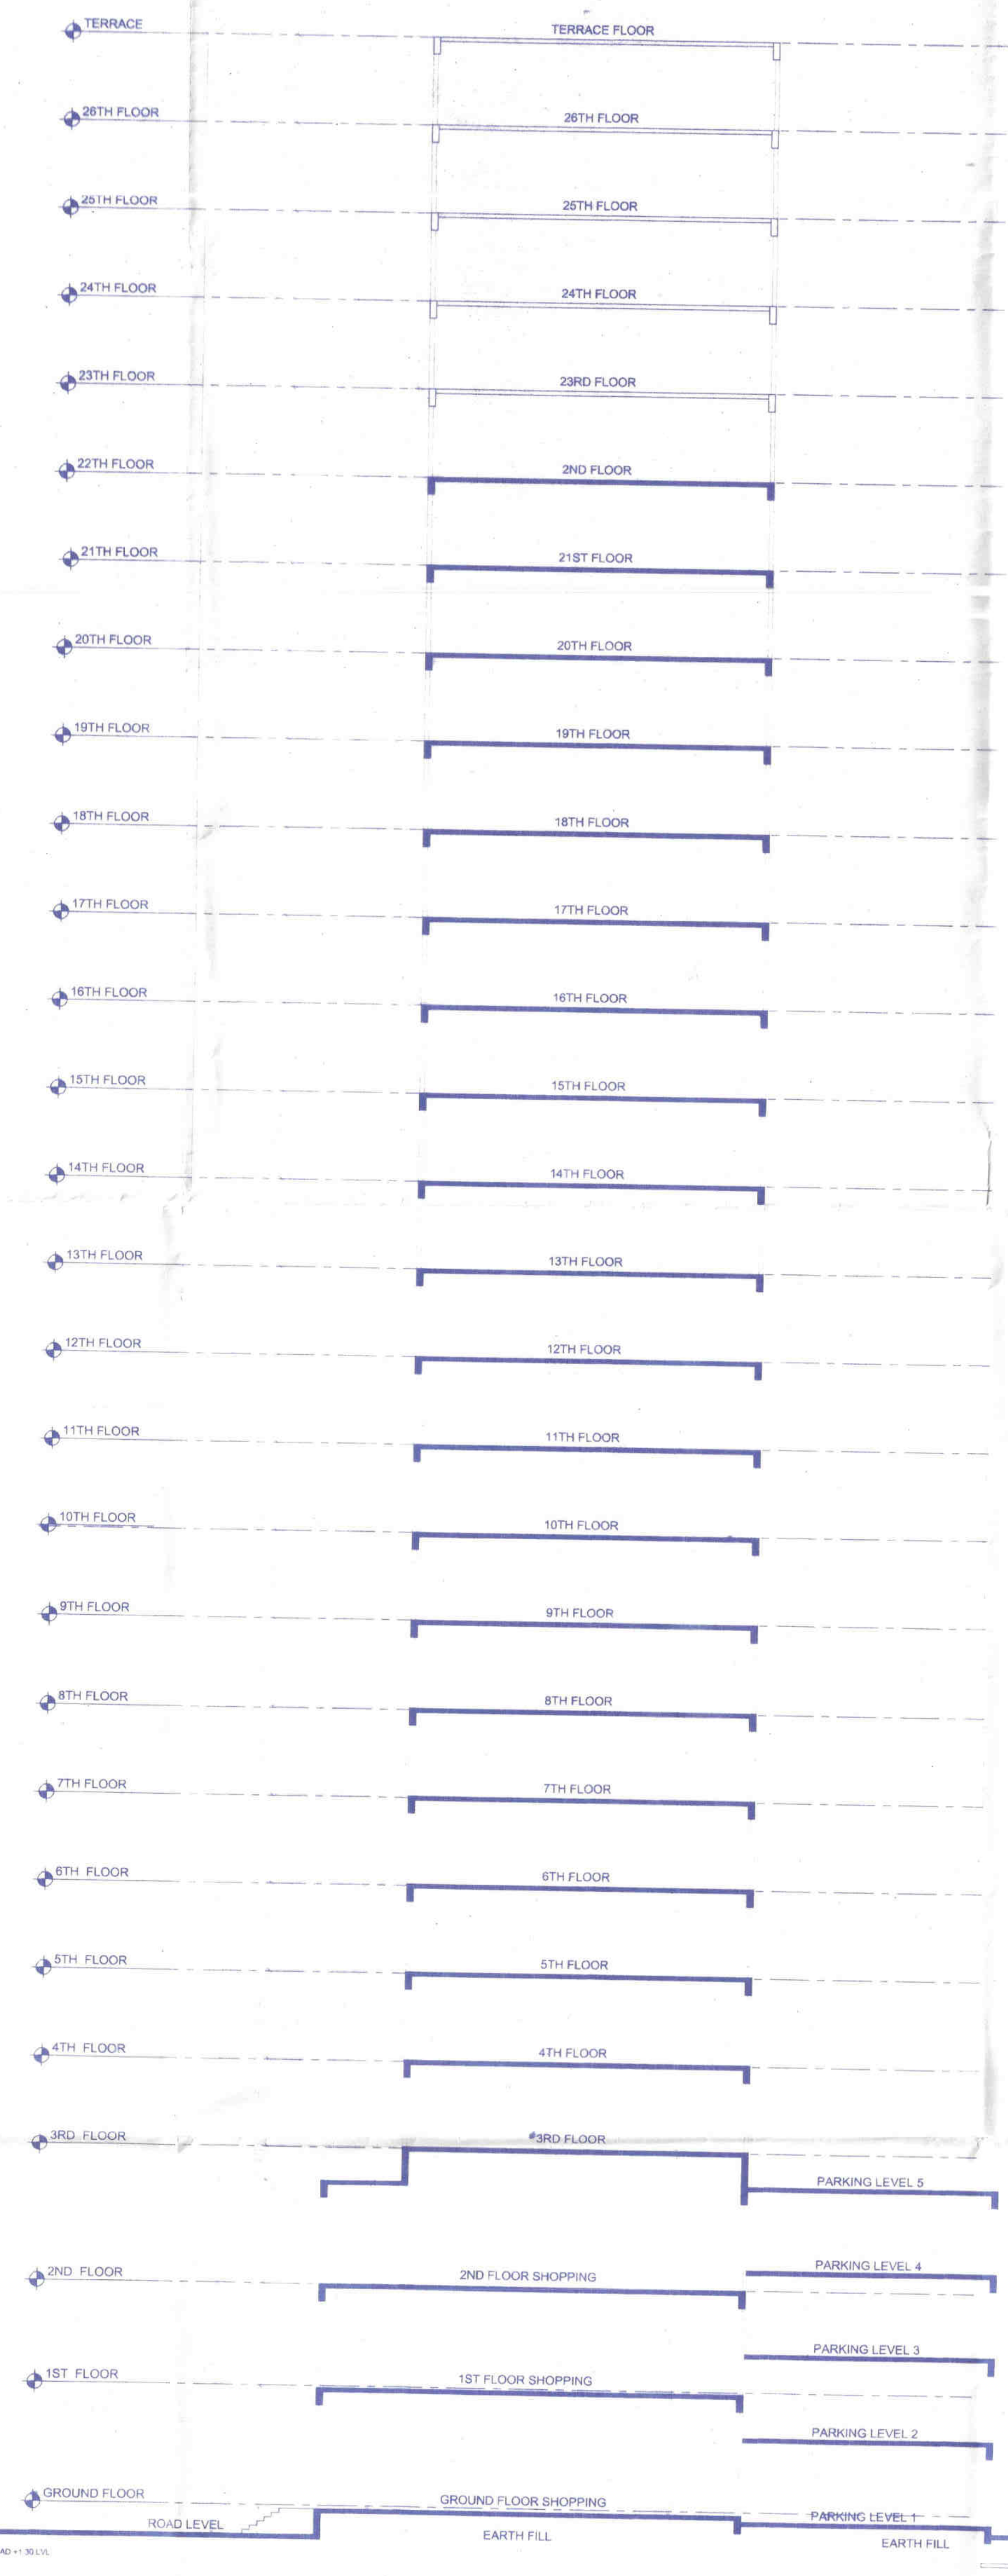 TERRACE
TERRACE FLOOR
26TH FLOOR
26TH FLOOR
25TH FLOOR
25TH FLOOR
24TH FLOOR
24TH FLOOR
23TH FLOOR
23RD FLOOR
22TH FLOOR
2ND FLOOR
21TH FLOOR
21ST FLOOR
20TH FLOOR
20TH FLOOR
19TH FLOOR
19TH FLOOR
18TH FLOOR
18TH FLOOR
17TH FLOOR
17TH FLOOR
16TH FLOOR
16TH FLOOR
15TH FLOOR
15TH FLOOR
14TH FLOOR
14TH FLOOR
13TH FLOOR
13TH FLOOR
12TH FLOOR
12TH FLOOR
11TH FLOOR
11TH FLOOR
10TH FLOOR
10TH FLOOR
9TH FLOOR
9TH FLOOR
8TH FLOOR
8TH FLOOR
7TH FLOOR
7TH FLOOR
6TH FLOOR
6TH FLOOR
5TH FLOOR
5TH FLOOR
4TH FLOOR
4TH FLOOR
3RD FLOOR
3RD FLOOR
PARKING LEVEL 5
2ND FLOOR
2ND FLOOR SHOPPING
PARKING LEVEL 4
PARKING LEVEL 3
1ST FLOOR
1ST FLOOR SHOPPING
PARKING LEVEL 2
GROUND FLOOR
GROUND FLOOR SHOPPING
PARKING LEVEL 1
ROAD LEVEL
EARTH FILL
EARTH FILL
AD +1.30 LVL